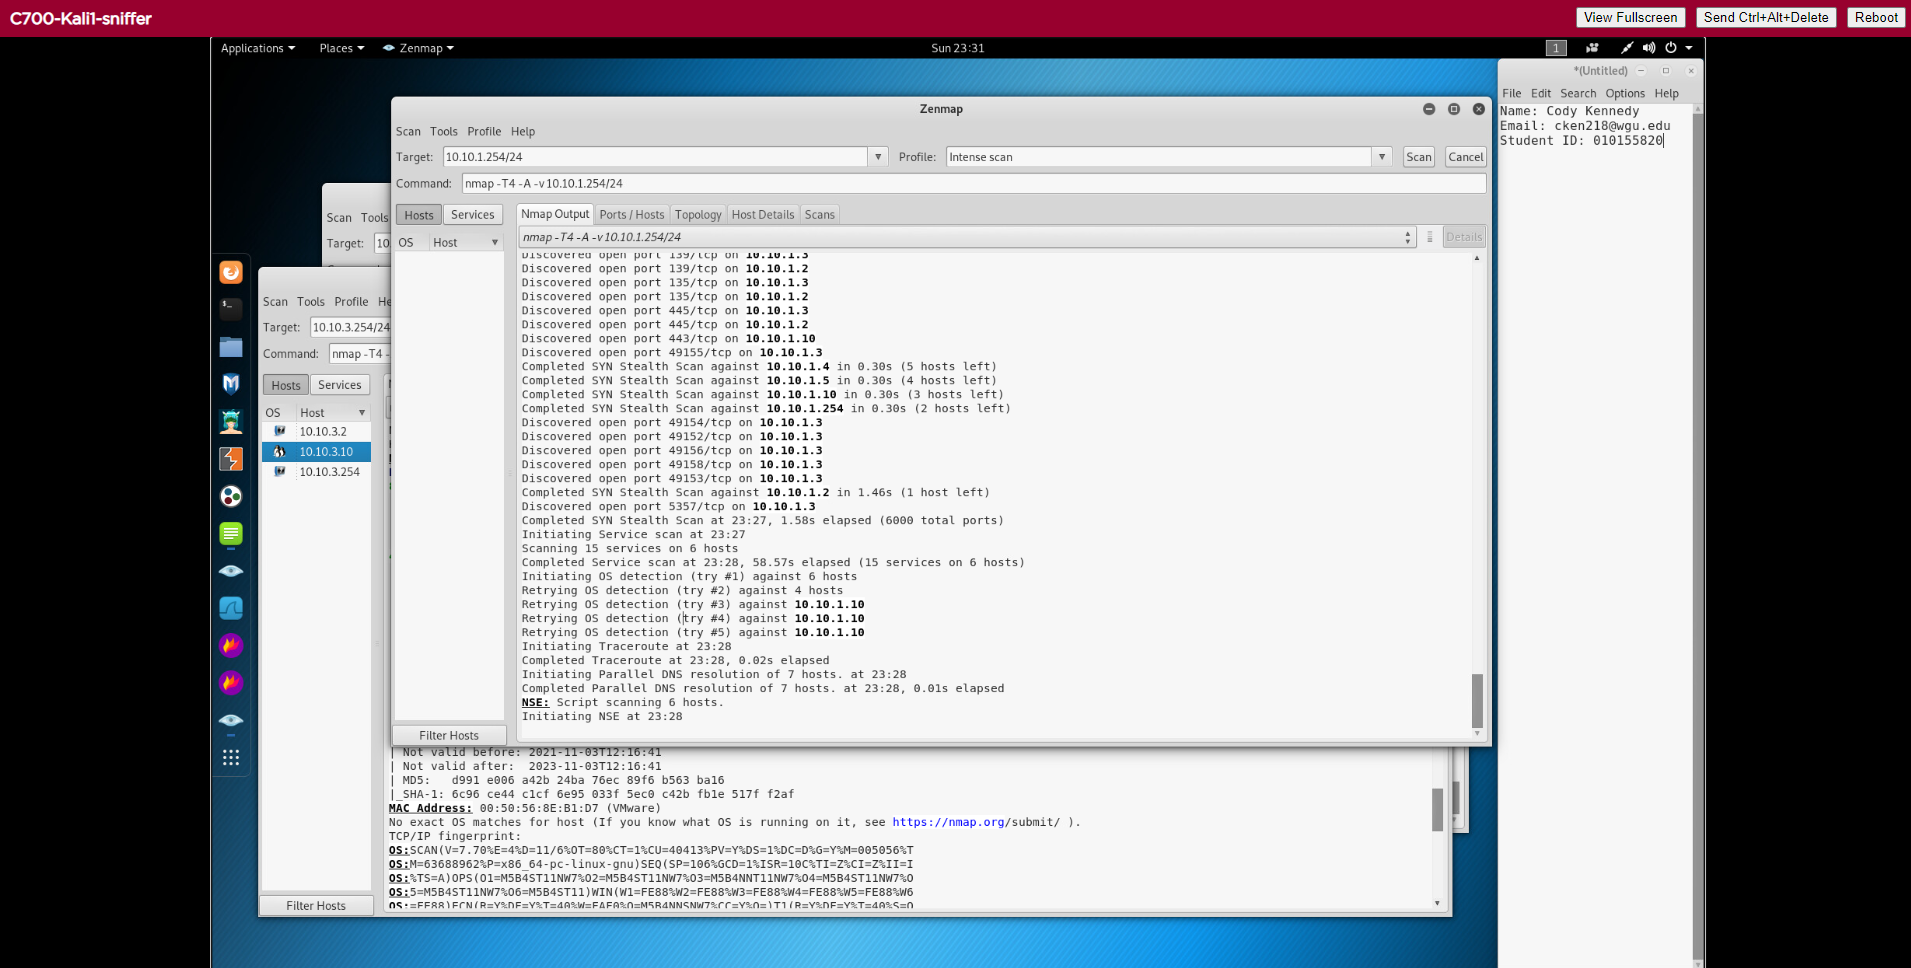 C700-Kali1-sniffer
View Fullscreen
Send Ctrl+Alt+Delete
Reboot
Applications
Places
Zenmap
Sun 23:31
1
*(Untitled)
File Edit Search Options Help
Name: Cody Kennedy
Email: cken218@wgu.edu
Student ID: 010155820
Zenmap
Scan Tools Profile Help
Target: 10.10.1.254/24
Profile: Intense scan
Scan
Cancel
Command: nmap -T4 -A -v 10.10.1.254/24
Hosts
Services
Nmap Output
Ports / Hosts
Topology
Host Details
Scans
OS Host
nmap -T4 -A -v 10.10.1.254/24
Details
Discovered open port 139/tcp on 10.10.1.3
Discovered open port 139/tcp on 10.10.1.2
Discovered open port 135/tcp on 10.10.1.3
Discovered open port 135/tcp on 10.10.1.2
Discovered open port 445/tcp on 10.10.1.3
Discovered open port 445/tcp on 10.10.1.2
Discovered open port 443/tcp on 10.10.1.10
Discovered open port 49155/tcp on 10.10.1.3
Completed SYN Stealth Scan against 10.10.1.4 in 0.30s (5 hosts left)
Completed SYN Stealth Scan against 10.10.1.5 in 0.30s (4 hosts left)
Completed SYN Stealth Scan against 10.10.1.10 in 0.30s (3 hosts left)
Completed SYN Stealth Scan against 10.10.1.254 in 0.30s (2 hosts left)
Discovered open port 49154/tcp on 10.10.1.3
Discovered open port 49152/tcp on 10.10.1.3
Discovered open port 49156/tcp on 10.10.1.3
Discovered open port 49158/tcp on 10.10.1.3
Discovered open port 49153/tcp on 10.10.1.3
Completed SYN Stealth Scan against 10.10.1.2 in 1.46s (1 host left)
Discovered open port 5357/tcp on 10.10.1.3
Completed SYN Stealth Scan at 23:27, 1.58s elapsed (6000 total ports)
Initiating Service scan at 23:27
Scanning 15 services on 6 hosts
Completed Service scan at 23:28, 58.57s elapsed (15 services on 6 hosts)
Initiating OS detection (try #1) against 6 hosts
Retrying OS detection (try #2) against 4 hosts
Retrying OS detection (try #3) against 10.10.1.10
Retrying OS detection (try #4) against 10.10.1.10
Retrying OS detection (try #5) against 10.10.1.10
Initiating Traceroute at 23:28
Completed Traceroute at 23:28, 0.02s elapsed
Initiating Parallel DNS resolution of 7 hosts. at 23:28
Completed Parallel DNS resolution of 7 hosts. at 23:28, 0.01s elapsed
NSE: Script scanning 6 hosts.
Initiating NSE at 23:28
Filter Hosts
Scan Tools
Target: 10.
Scan Tools Profile He
Target: 10.10.3.254/24
Command: nmap -T4 -
Hosts
Services
OS Host
10.10.3.2
10.10.3.10
10.10.3.254
Filter Hosts
| Not valid before: 2021-11-03T12:16:41
| Not valid after: 2023-11-03T12:16:41
| MD5: d991 e006 a42b 24ba 76ec 89f6 b563 ba16
|_SHA-1: 6c96 ce44 c1cf 6e95 033f 5ec0 c42b fb1e 517f f2af
MAC Address: 00:50:56:8E:B1:D7 (VMware)
No exact OS matches for host (If you know what OS is running on it, see https://nmap.org/submit/ ).
TCP/IP fingerprint:
OS:SCAN(V=7.70%E=4%D=11/6%OT=80%CT=1%CU=40413%PV=Y%DS=1%DC=D%G=Y%M=005056%T
OS:M=63688962%P=x86_64-pc-linux-gnu)SEQ(SP=106%GCD=1%ISR=10C%TI=Z%CI=Z%II=I
OS:%TS=A)OPS(O1=M5B4ST11NW7%O2=M5B4ST11NW7%O3=M5B4NNT11NW7%O4=M5B4ST11NW7%O
OS:5=M5B4ST11NW7%O6=M5B4ST11)WIN(W1=FE88%W2=FE88%W3=FE88%W4=FE88%W5=FE88%W6
OS:=FE88)ECN(R=Y%DF=Y%T=40%W=FAF0%O=M5B4NNSNW7%CC=Y%Q=)T1(R=Y%DF=Y%T=40%S=O